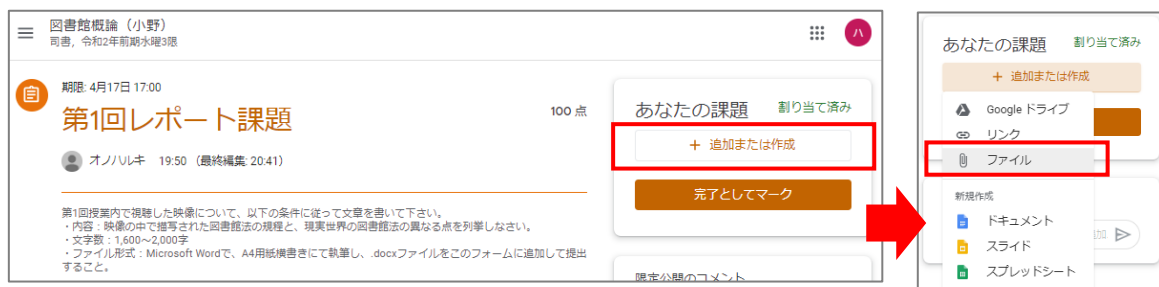 図書館概論（小野）
司書, 令和2年前期水曜3限
ハ
期限: 4月17日 17:00
第1回レポート課題
100 点
オノハルキ 19:50 （最終編集: 20:41）
第1回授業内で視聴した映像について、以下の条件に従って文章を書いて下さい。
・内容：映像の中で描写された図書館法の規程と、現実世界の図書館法の異なる点を列挙しなさい。
・文字数：1,600～2,000字
・ファイル形式：Microsoft Wordで、A4用紙横書きにて執筆し、.docxファイルをこのフォームに追加して提出
すること。
あなたの課題 割り当て済み
+ 追加または作成
完了としてマーク
限定公開のコメント
あなたの課題 割り当て済み
+ 追加または作成
Google ドライブ
リンク
ファイル
新規作成
ドキュメント
スライド
スプレッドシート